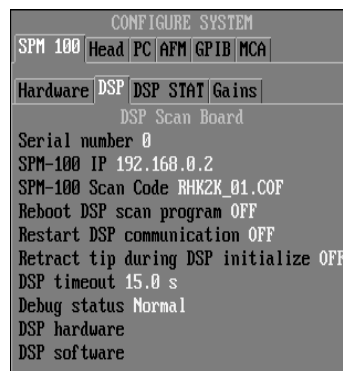 CONFIGURE SYSTEM
SPM 100 Head PC AFM GPIB MCA
Hardware DSP DSP STAT Gains
DSP Scan Board
Serial number 0
SPM-100 IP 192.168.0.2
SPM-100 Scan Code RHK2K_01.COF
Reboot DSP scan program OFF
Restart DSP communication OFF
Retract tip during DSP initialize OFF
DSP timeout 15.0 s
Debug status Normal
DSP hardware
DSP software